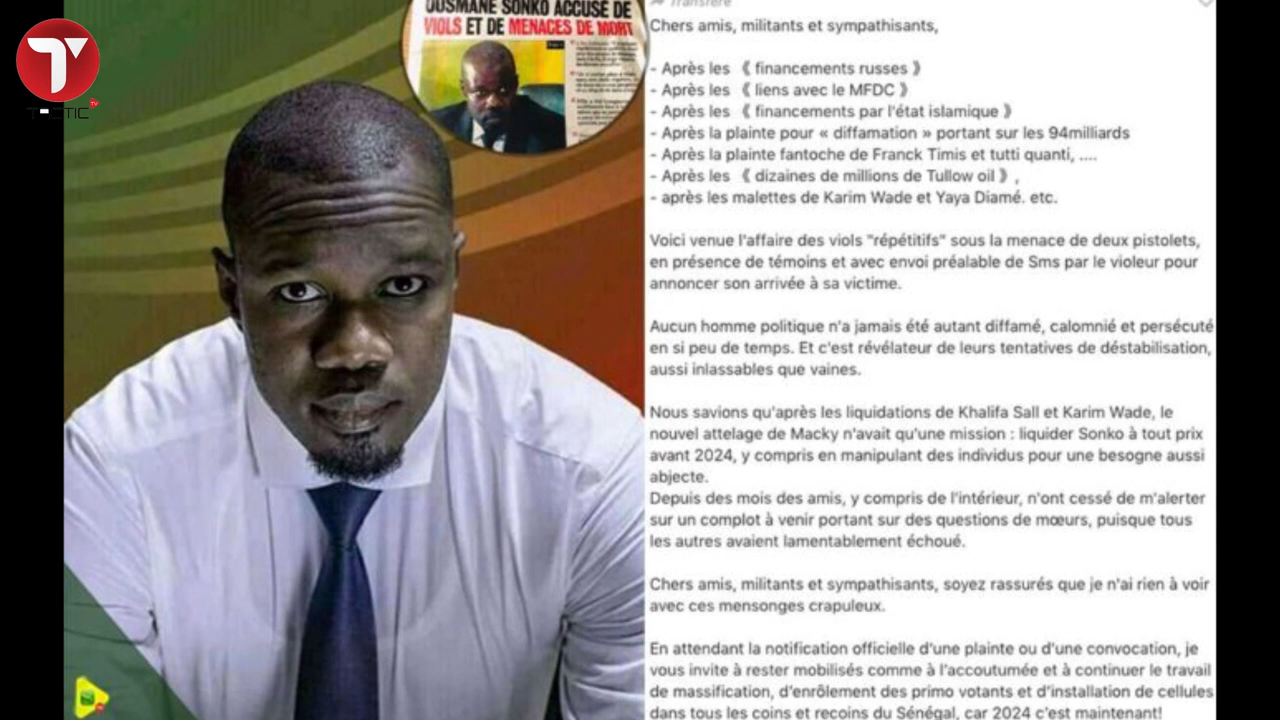 TACTIC TV
OUSMANE SONKO ACCUSÉ DE
VIOLS ET DE MENACES DE MORT
Transféré
Chers amis, militants et sympathisants,
- Après les 《 financements russes 》
- Après les 《 liens avec le MFDC 》
- Après les 《 financements par l'état islamique 》
- Après la plainte pour « diffamation » portant sur les 94milliards
- Après la plainte fantoche de Franck Timis et tutti quanti, ....
- Après les 《 dizaines de millions de Tullow oil 》,
- après les malettes de Karim Wade et Yaya Diamé. etc.
Voici venue l'affaire des viols "répétitifs" sous la menace de deux pistolets,
en présence de témoins et avec envoi préalable de Sms par le violeur pour
annoncer son arrivée à sa victime.
Aucun homme politique n'a jamais été autant diffamé, calomnié et persécuté
en si peu de temps. Et c'est révélateur de leurs tentatives de déstabilisation,
aussi inlassables que vaines.
Nous savions qu'après les liquidations de Khalifa Sall et Karim Wade, le
nouvel attelage de Macky n'avait qu'une mission : liquider Sonko à tout prix
avant 2024, y compris en manipulant des individus pour une besogne aussi
abjecte.
Depuis des mois des amis, y compris de l'intérieur, n'ont cessé de m'alerter
sur un complot à venir portant sur des questions de mœurs, puisque tous
les autres avaient lamentablement échoué.
Chers amis, militants et sympathisants, soyez rassurés que je n'ai rien à voir
avec ces mensonges crapuleux.
En attendant la notification officielle d'une plainte ou d'une convocation, je
vous invite à rester mobilisés comme à l'accoutumée et à continuer le travail
de massification, d'enrôlement des primo votants et d'installation de cellules
dans tous les coins et recoins du Sénégal, car 2024 c'est maintenant!